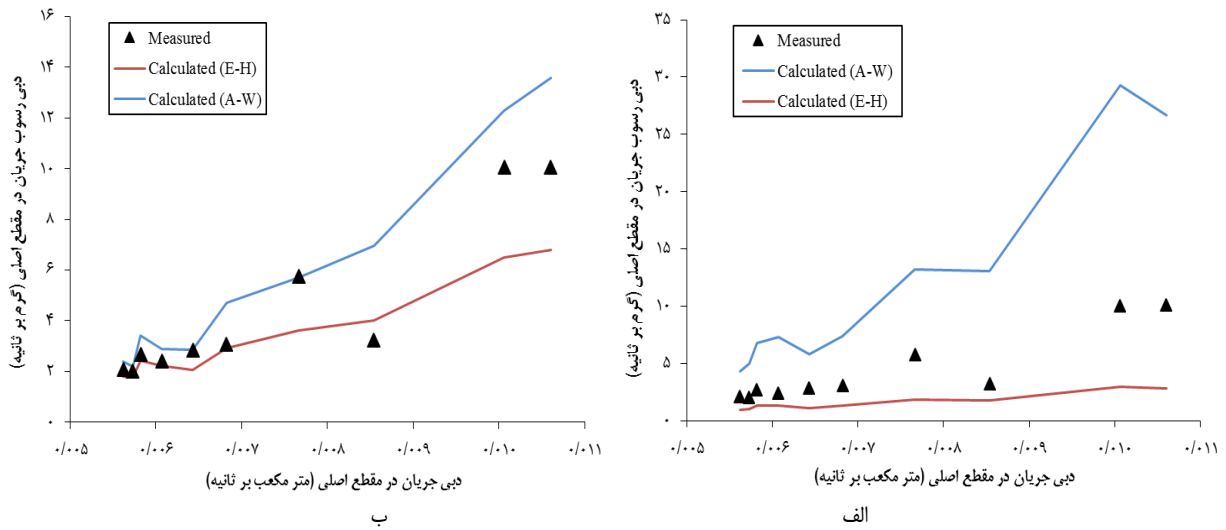 ۳۵
۳۰
۲۵
۲۰
۱۵
۱۰
۵
۰
دبی رسوب جریان در مقطع اصلی (گرم بر ثانیه)
Measured
Calculated (A-W)
Calculated (E-H)
۰/۰۰۵ ۰/۰۰۶ ۰/۰۰۷ ۰/۰۰۸ ۰/۰۰۹ ۰/۰۱۰ ۰/۰۱۱
دبی جریان در مقطع اصلی (متر مکعب بر ثانیه)
الف
۱۶
۱۴
۱۲
۱۰
۸
۶
۴
۲
۰
دبی رسوب جریان در مقطع اصلی (گرم بر ثانیه)
Measured
Calculated (E-H)
Calculated (A-W)
۰/۰۰۵ ۰/۰۰۶ ۰/۰۰۷ ۰/۰۰۸ ۰/۰۰۹ ۰/۰۱۰ ۰/۰۱۱
دبی جریان در مقطع اصلی (متر مکعب بر ثانیه)
ب